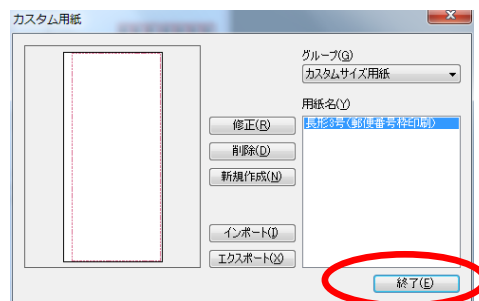 カスタム用紙
グループ(G)
カスタムサイズ用紙
用紙名(Y)
長形3号(郵便番号枠印刷)
修正(R)
削除(D)
新規作成(N)
インポート(I)
エクスポート(X)
終了(E)